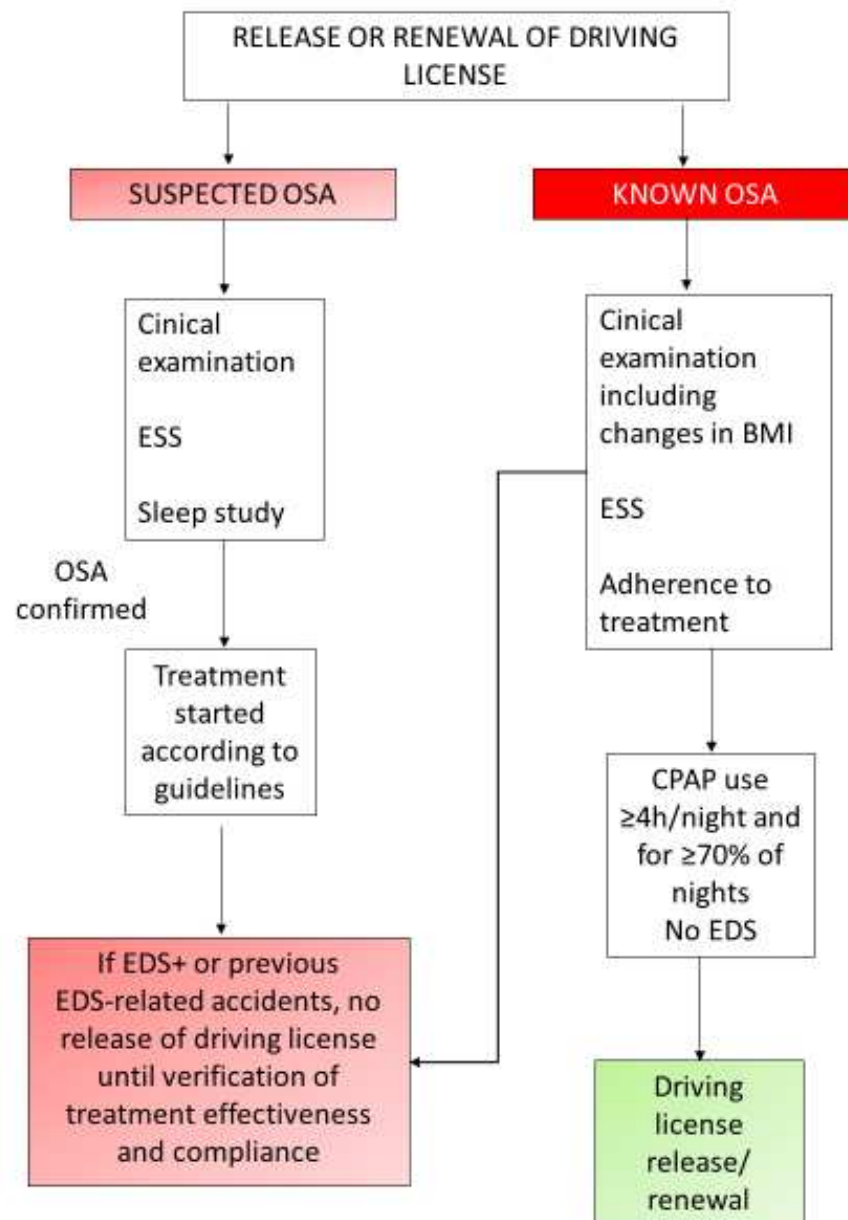 RELEASE OR RENEWAL OF DRIVING
LICENSE
SUSPECTED OSA
KNOWN OSA
Cinical
examination
ESS
Sleep study
Cinical
examination
including
changes in BMI
ESS
Adherence to
treatment
OSA
confirmed
Treatment
started
according to
guidelines
CPAP use
≥4h/night and
for ≥70% of
nights
No EDS
If EDS+ or previous
EDS-related accidents, no
release of driving license
until verification of
treatment effectiveness
and compliance
Driving
license
release/
renewal